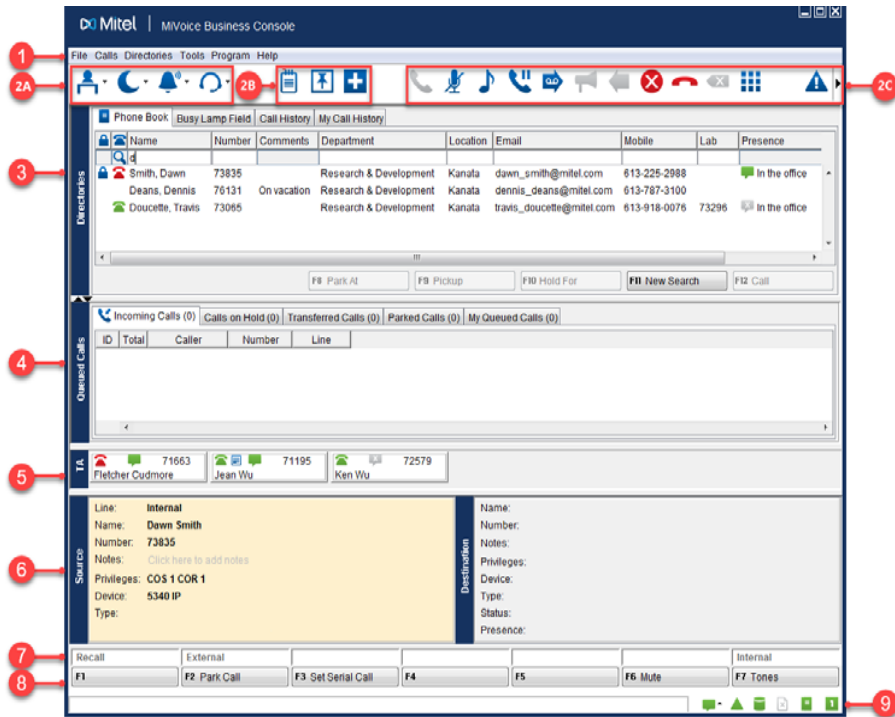 Mitel | MiVoice Business Console
1
File Calls Directories Tools Program Help
2A
2B
2C
Phone Book Busy Lamp Field Call History My Call History
Name Number Comments Department Location Email Mobile Lab Presence
d
3
Directories
Smith, Dawn 73835 Research & Development Kanata dawn_smith@mitel.com 613-225-2988 In the office
Deans, Dennis 76131 On vacation Research & Development Kanata dennis_deans@mitel.com 613-787-3100
Doucette, Travis 73065 Research & Development Kanata travis_doucette@mitel.com 613-918-0076 73296 In the office
F8 Park At F9 Pickup F10 Hold For F11 New Search F12 Call
Incoming Calls (0) Calls on Hold (0) Transferred Calls (0) Parked Calls (0) My Queued Calls (0)
ID Total Caller Number Line
4
Queued Calls
5
TA
71663 71195 72579
Fletcher Cudmore Jean Wu Ken Wu
6
Source
Line: Internal
Name: Dawn Smith
Number: 73835
Notes: Click here to add notes
Privileges: COS 1 COR 1
Device: 5340 IP
Type:
Destination
Name:
Number:
Notes:
Privileges:
Device:
Type:
Status:
Presence:
7
Recall External Internal
8
F1 F2 Park Call F3 Set Serial Call F4 F5 F6 Mute F7 Tones
1
9